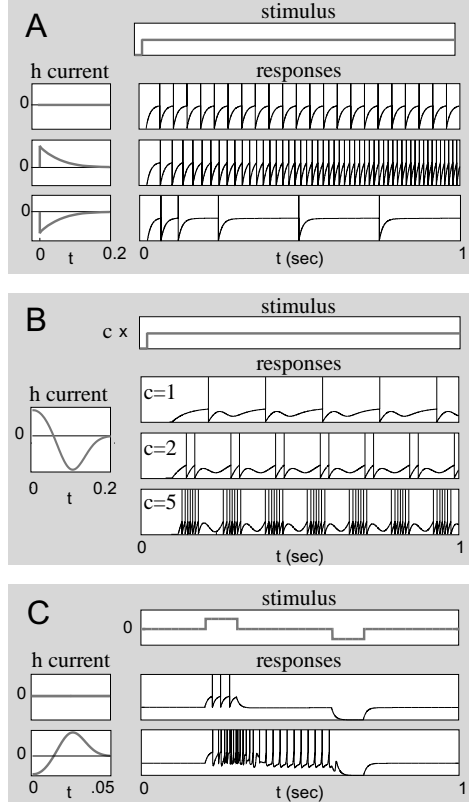 A
stimulus
h current
responses
0
0
0
0
t
0.2
0
t (sec)
1
B
stimulus
c x
responses
h current
c=1
0
c=2
0
t
0.2
c=5
0
t (sec)
1
C
stimulus
0
h current
responses
0
0
0
t
.05
0
t (sec)
1